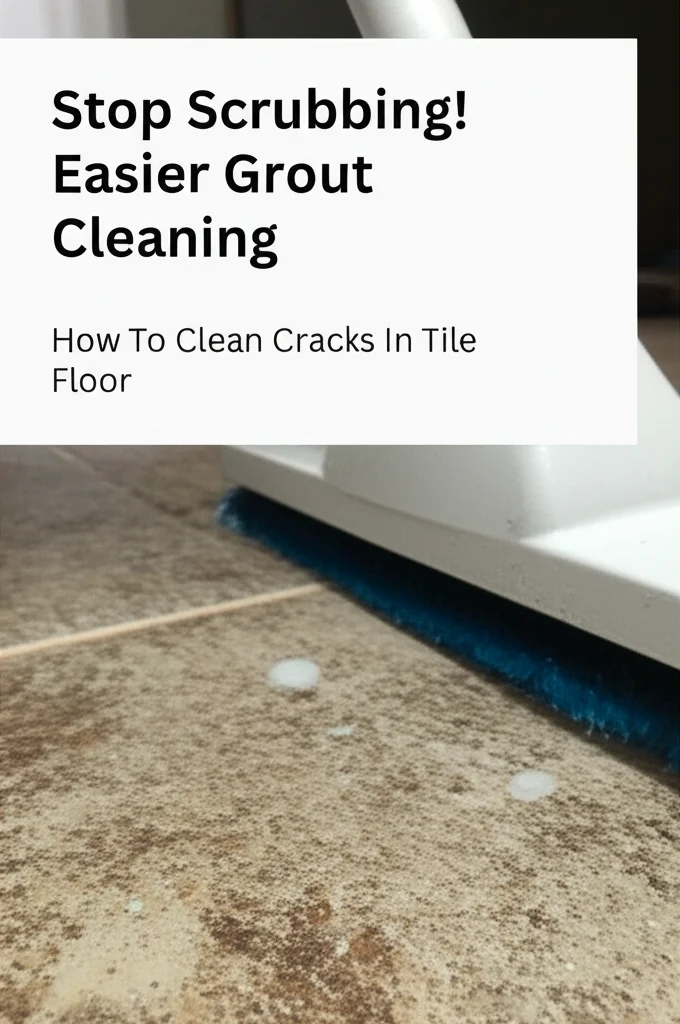 Stop Scrubbing!
Easier Grout
Cleaning
How To Clean Cracks In Tile
Floor